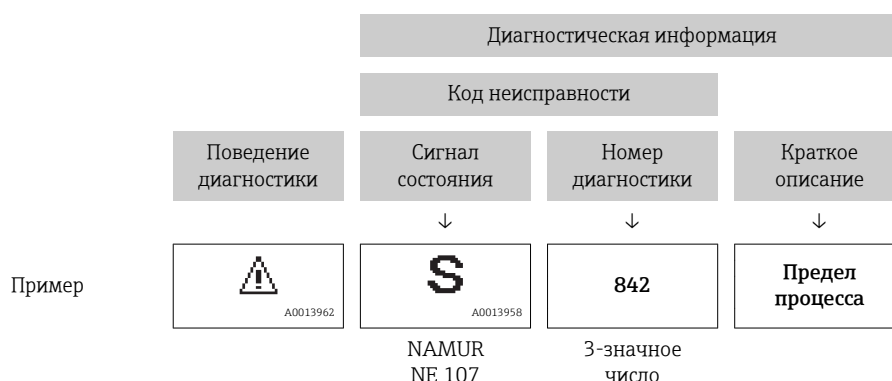 Диагностическая информация
Код неисправности
Поведение диагностики
Сигнал состояния
Номер диагностики
Краткое описание
↓ ↓ ↓
Пример
A0013962
S
A0013958
842
Предел процесса
NAMUR NE 107
3-значное число